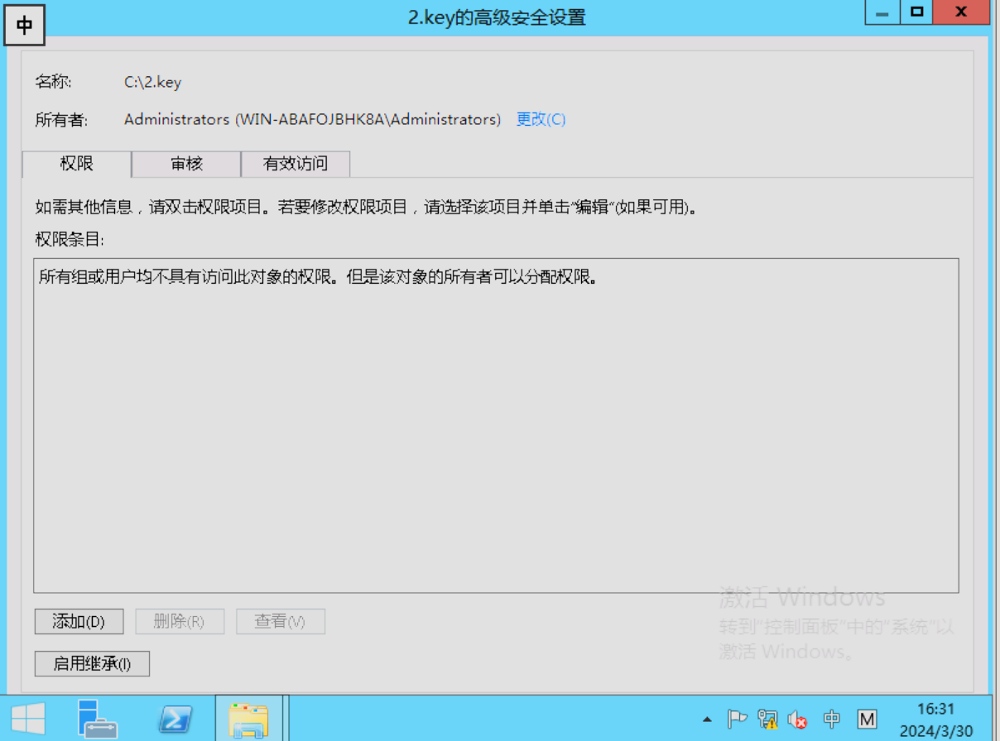 中
2.key的高级安全设置
名称: C:\2.key
所有者: Administrators (WIN-ABAFOJBHK8A\Administrators) 更改(C)
权限 审核 有效访问
如需其他信息，请双击权限项目。若要修改权限项目，请选择该项目并单击“编辑”(如果可用)。
权限条目:
所有组或用户均不具有访问此对象的权限。但是该对象的所有者可以分配权限。
激活 Windows
转到“控制面板”中的“系统”以
激活 Windows。
添加(D) 删除(R) 查看(V)
启用继承(I)
中 M 16:31
2024/3/30